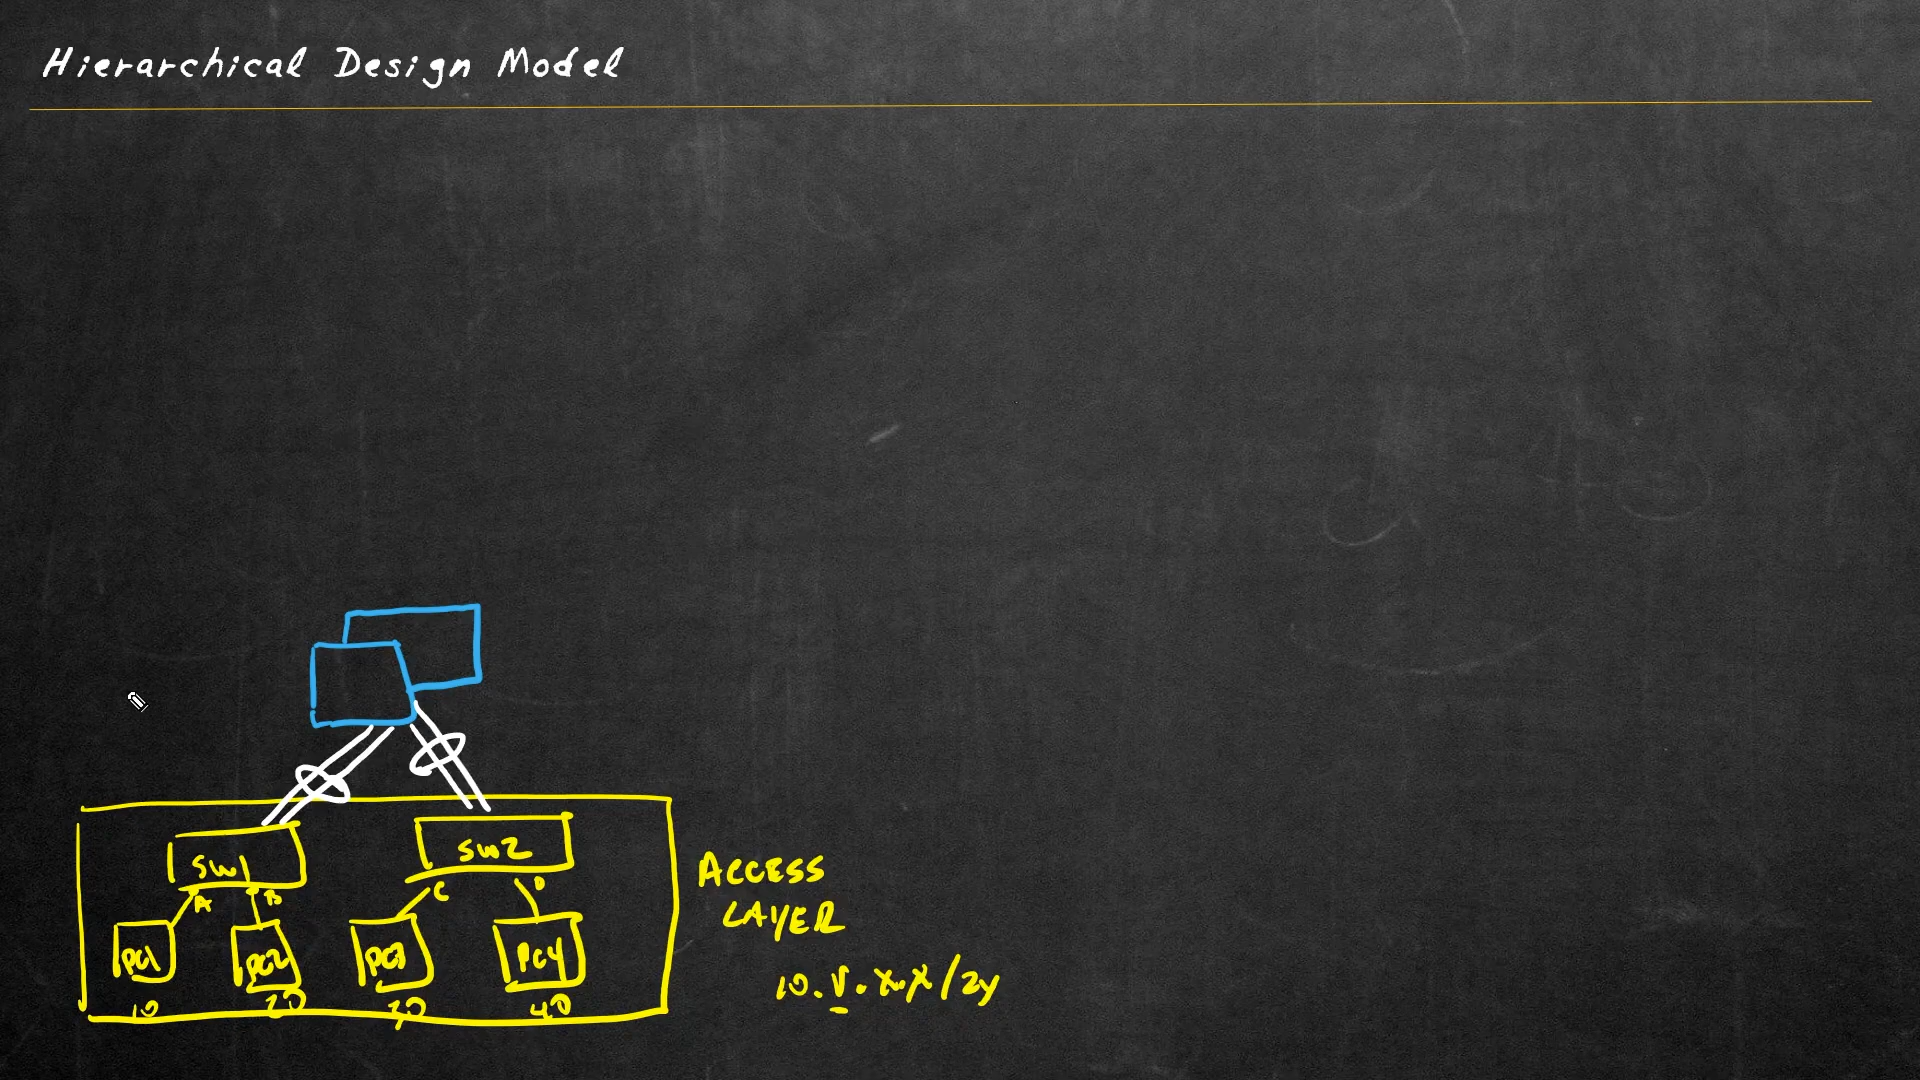 Hierarchical Design Model
SW1
SW2
A
B
C
D
PC1
PC2
PC3
PC4
10
20
30
40
ACCESS
LAYER
10.V.X.X/24